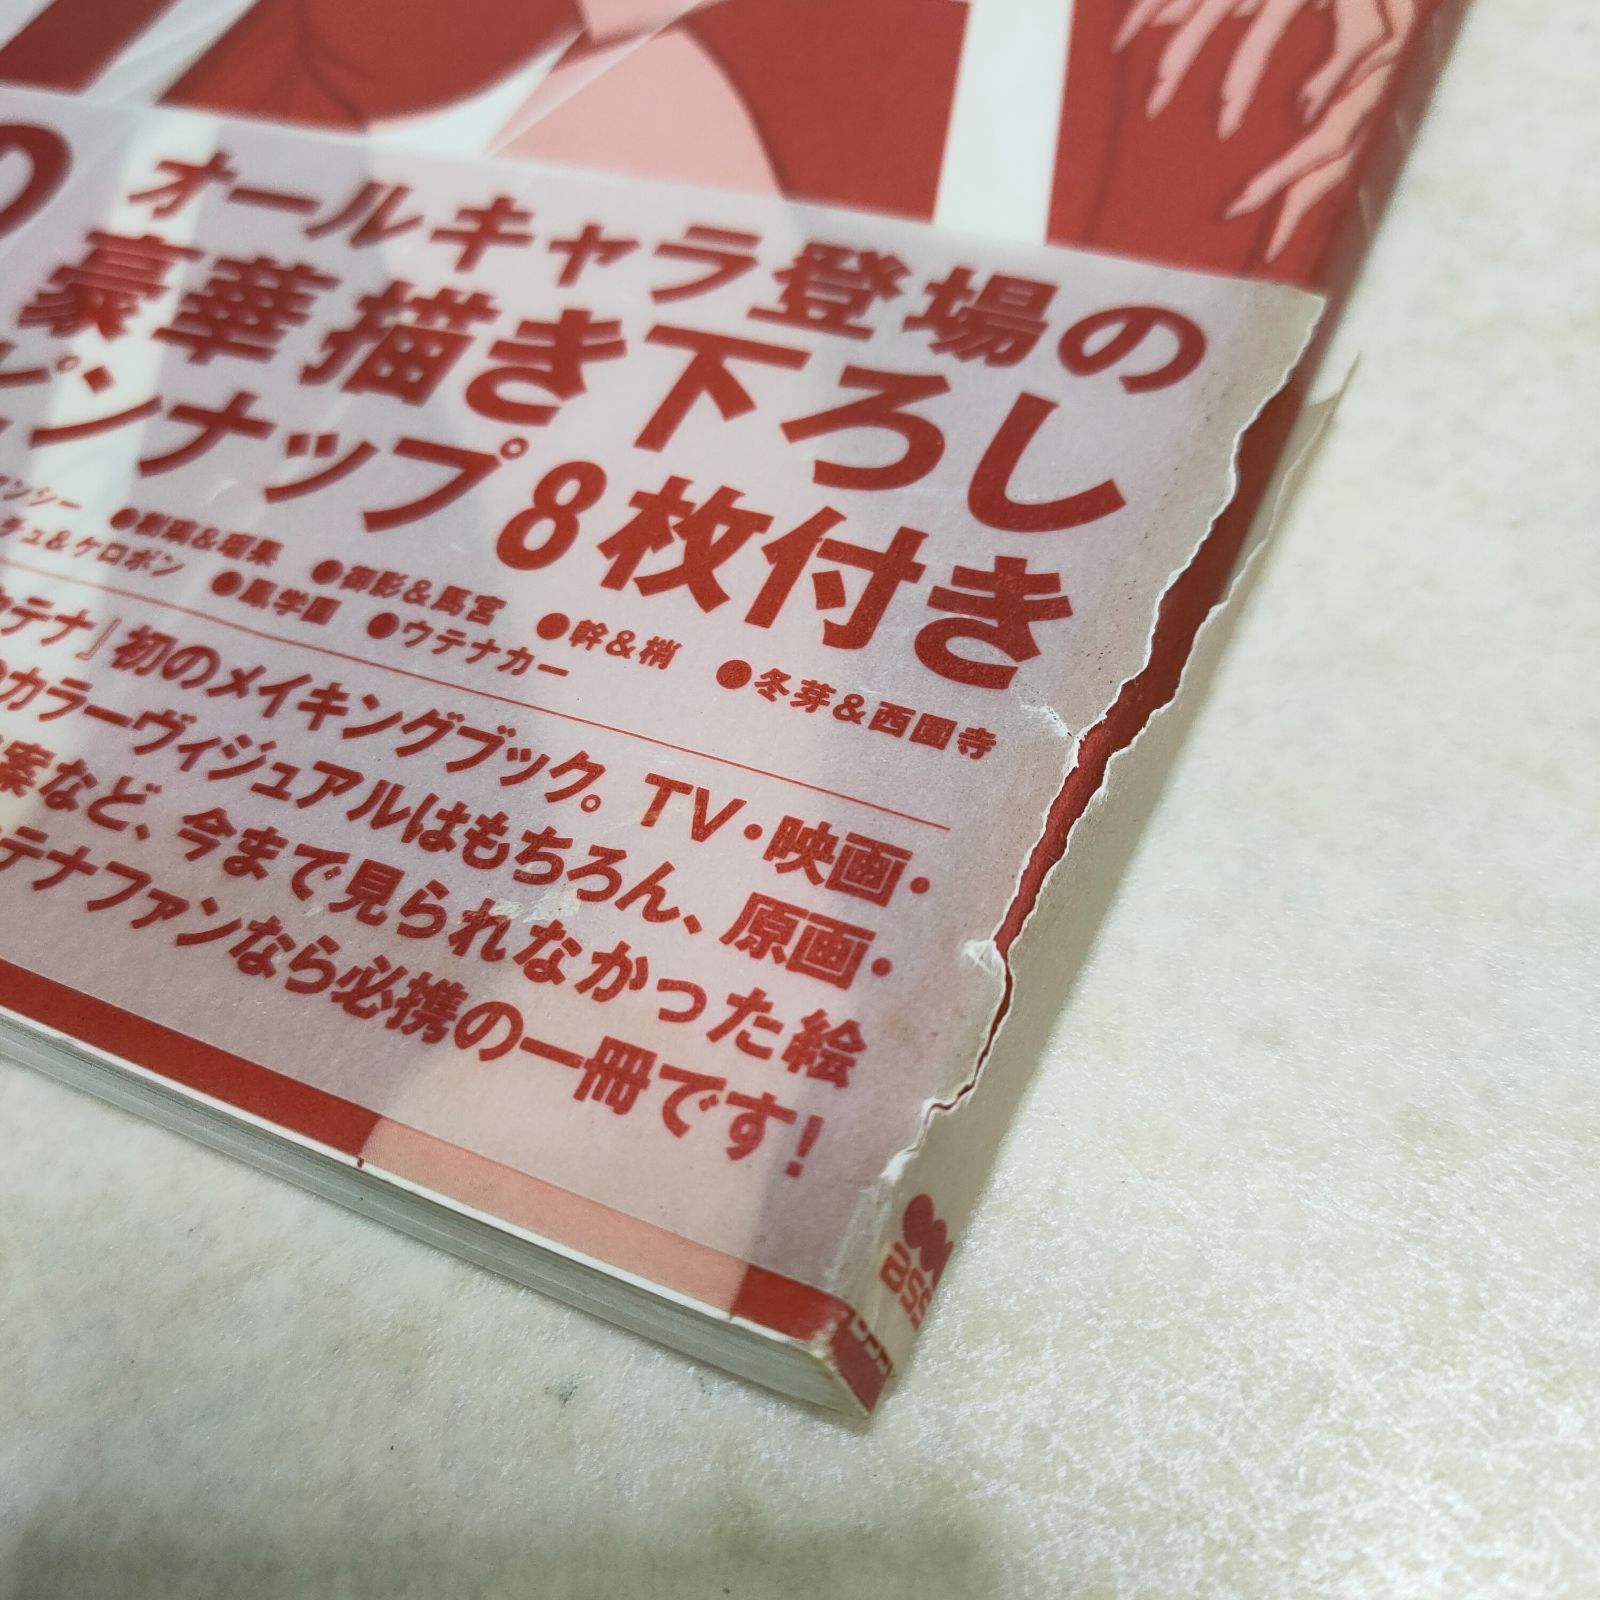 オールキャラ登場の
豪華描き下ろし
ピンナップ8枚付き
ンシー ●樹璃&瑠果 ●御影&馬宮 ●幹&梢 ●冬芽&西園寺
チュ&ケロポン ●鳳学園 ●ウテナカー
テナ』初のメイキングブック。TV・映画・
カラーヴィジュアルはもちろん、原画・
案など、今まで見られなかった絵
テナファンなら必携の一冊です!